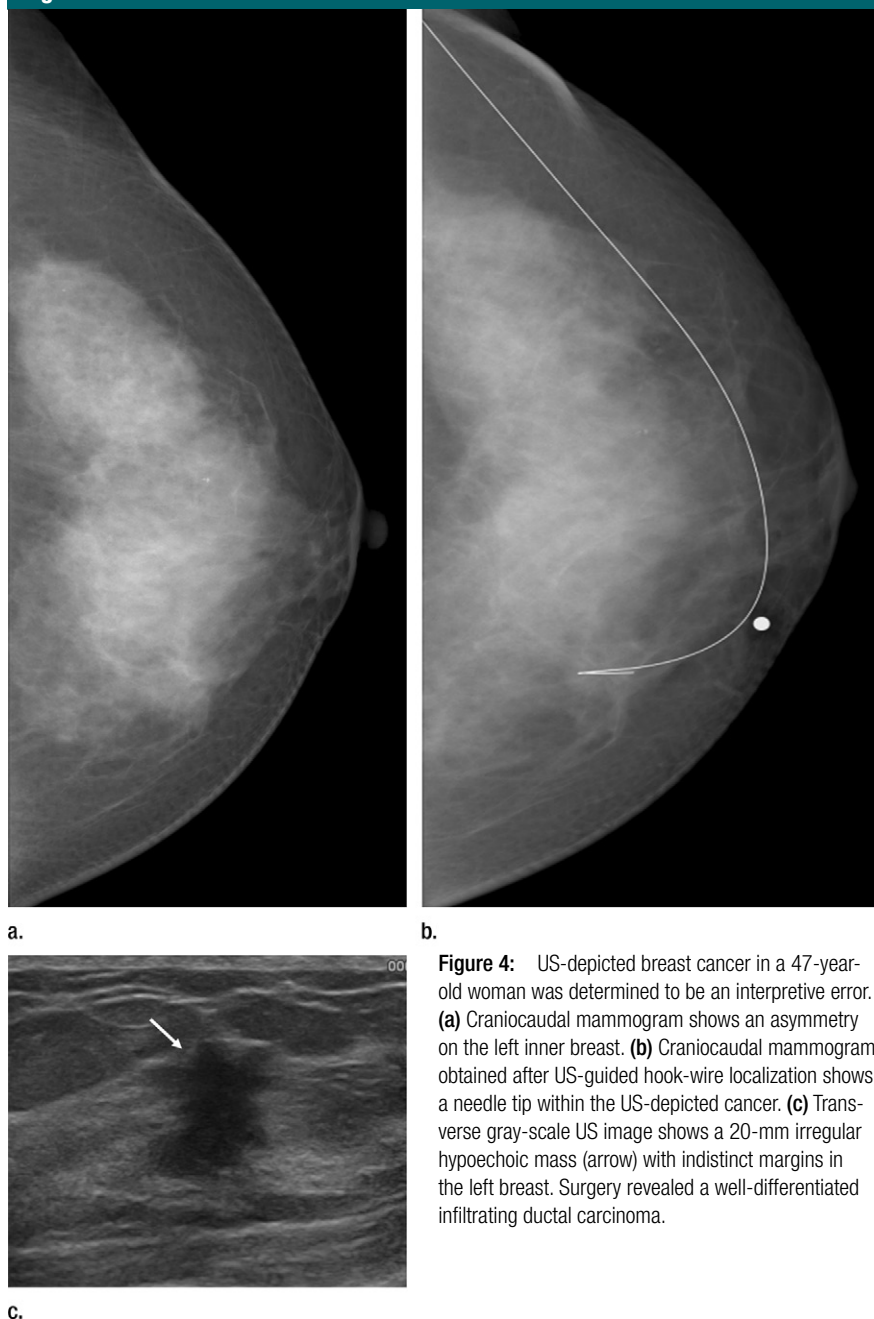 a.
b.
00
c.
Figure 4: US-depicted breast cancer in a 47-year-
old woman was determined to be an interpretive error.
(a) Craniocaudal mammogram shows an asymmetry
on the left inner breast. (b) Craniocaudal mammogram
obtained after US-guided hook-wire localization shows
a needle tip within the US-depicted cancer. (c) Trans-
verse gray-scale US image shows a 20-mm irregular
hypoechoic mass (arrow) with indistinct margins in
the left breast. Surgery revealed a well-differentiated
infiltrating ductal carcinoma.